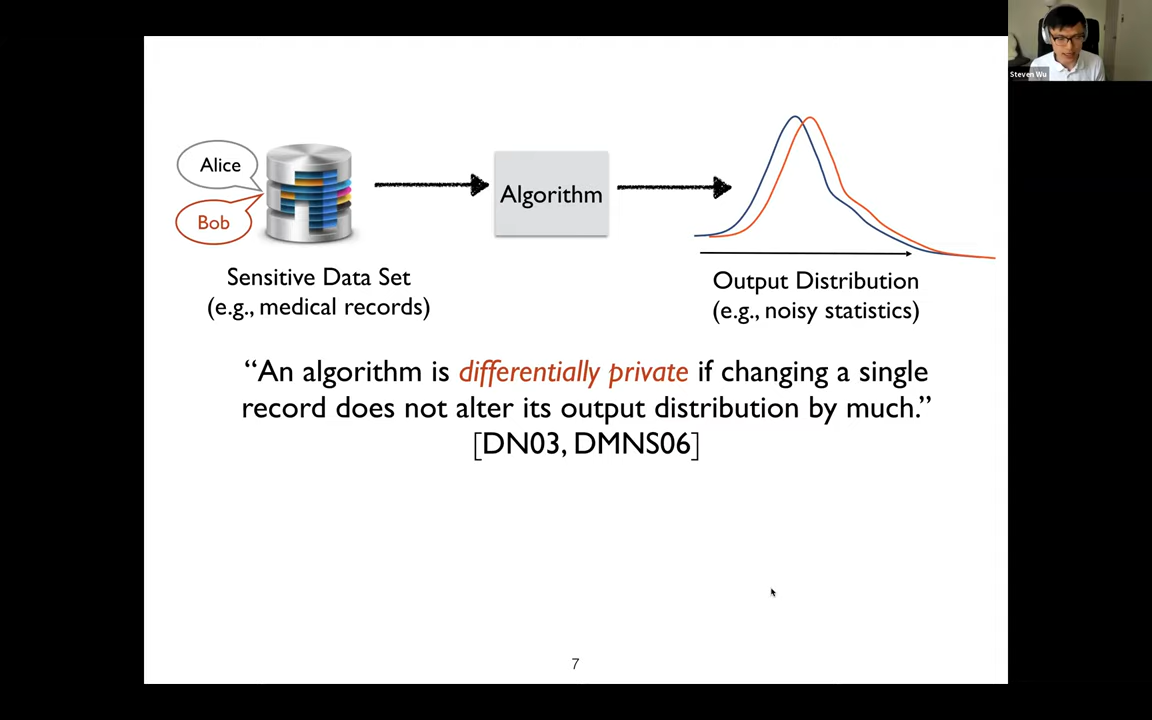 Steven Wu
Alice
Bob
Algorithm
Sensitive Data Set
(e.g., medical records)
Output Distribution
(e.g., noisy statistics)
“An algorithm is differentially private if changing a single
record does not alter its output distribution by much.”
[DN03, DMNS06]
7